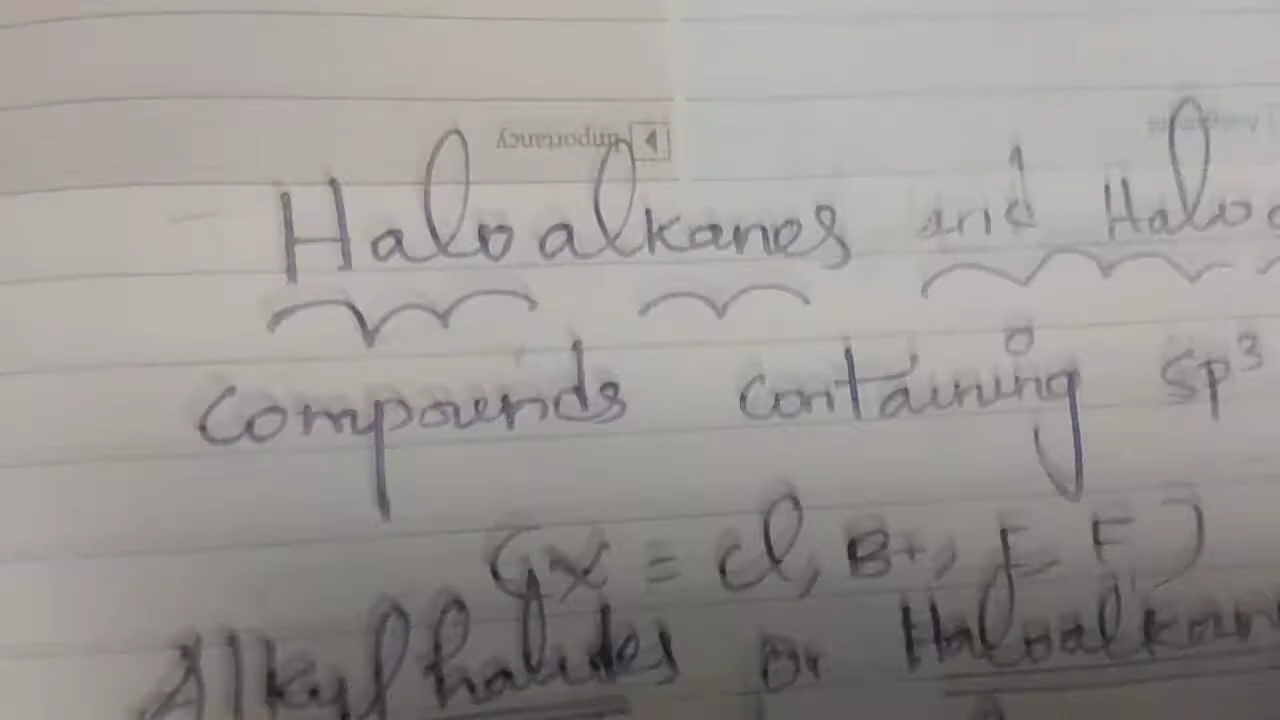 Importancy
Haloalkanes and Halo
compounds containing sp³
(X = Cl, Br, I, F)
Alkyl halides or Haloalkan